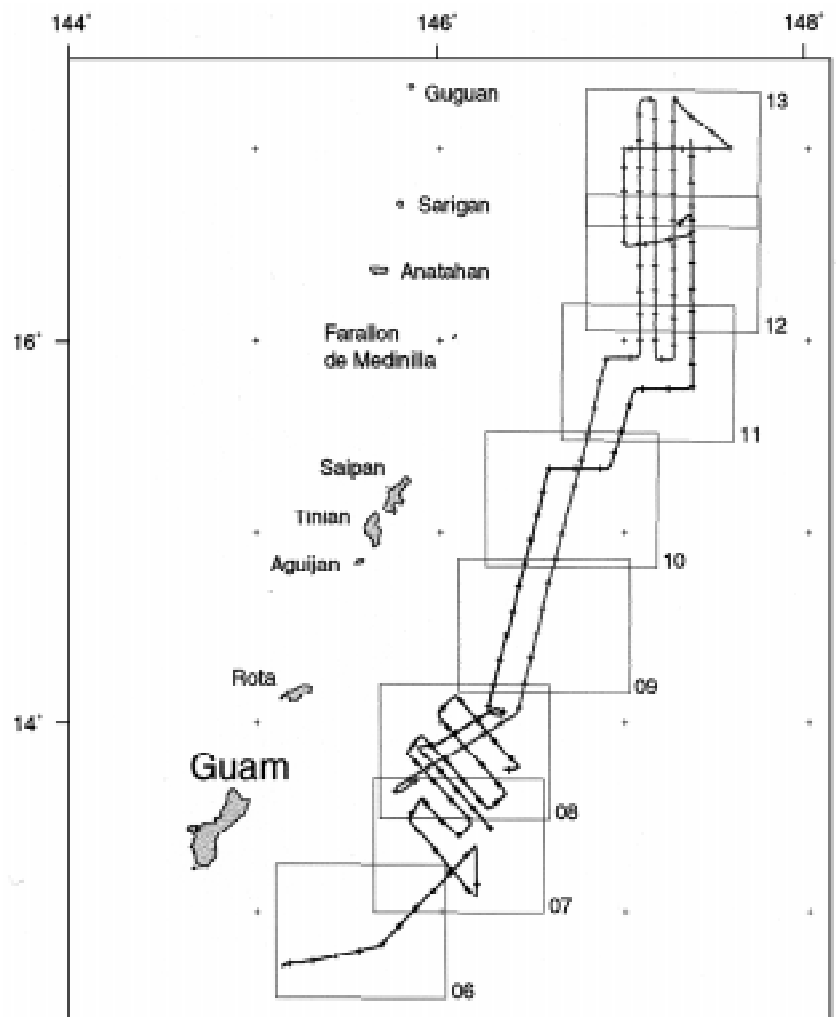 144° 146° 148°
Guguan
13
Sarigan
Anatahan
12
16°
Farallon
de Medinilla
11
Saipan
Tinian
10
Aguijan
Rota
09
14°
Guam
08
07
06